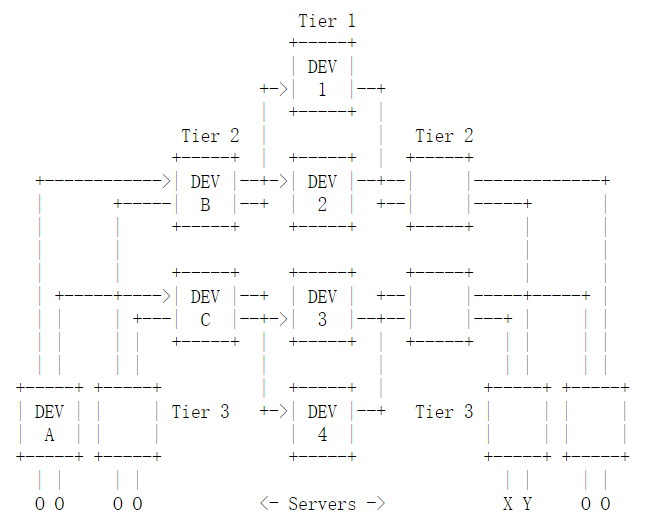 Tier 1
DEV
1
Tier 2 Tier 2
DEV DEV
B 2
DEV DEV
C 3
DEV Tier 3 DEV Tier 3
A 4
O O O O <- Servers -> X Y O O